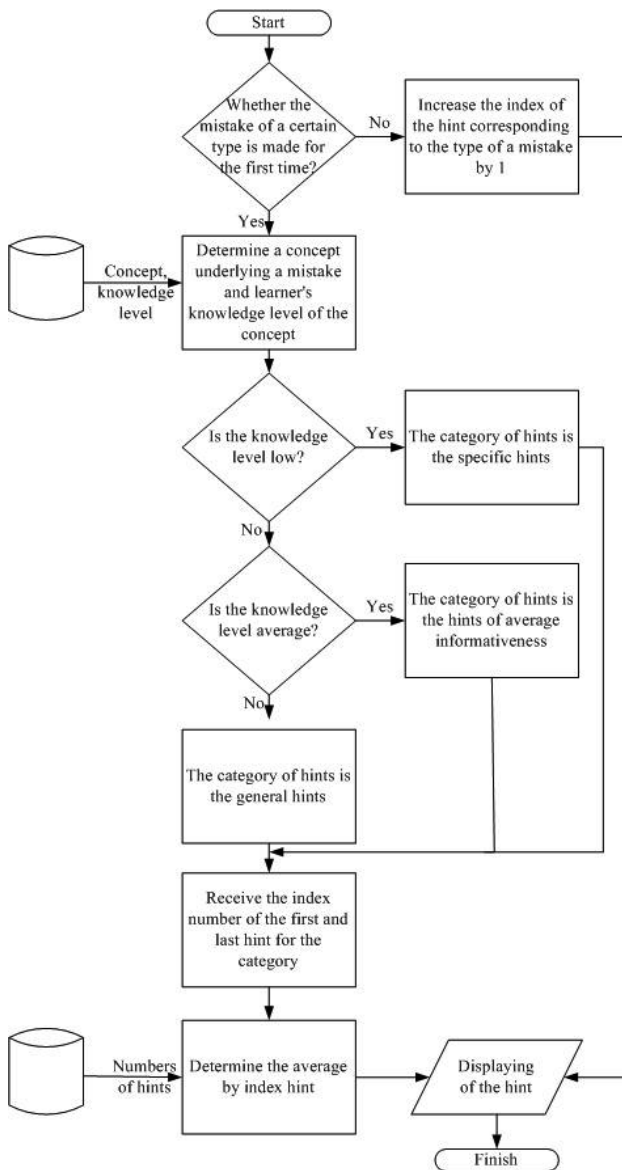 Start
Whether the
mistake of a certain
type is made for
the first time?
No
Increase the index of
the hint corresponding
to the type of a mistake
by 1
Yes
Concept,
knowledge
level
Determine a concept
underlying a mistake
and learner's
knowledge level of the
concept
Is the knowledge
level low?
Yes
The category of hints is
the specific hints
No
Is the knowledge
level average?
Yes
The category of hints is
the hints of average
informativeness
No
The category of hints is
the general hints
Receive the index
number of the first and
last hint for the
category
Numbers
of hints
Determine the average
by index hint
Displaying
of the hint
Finish